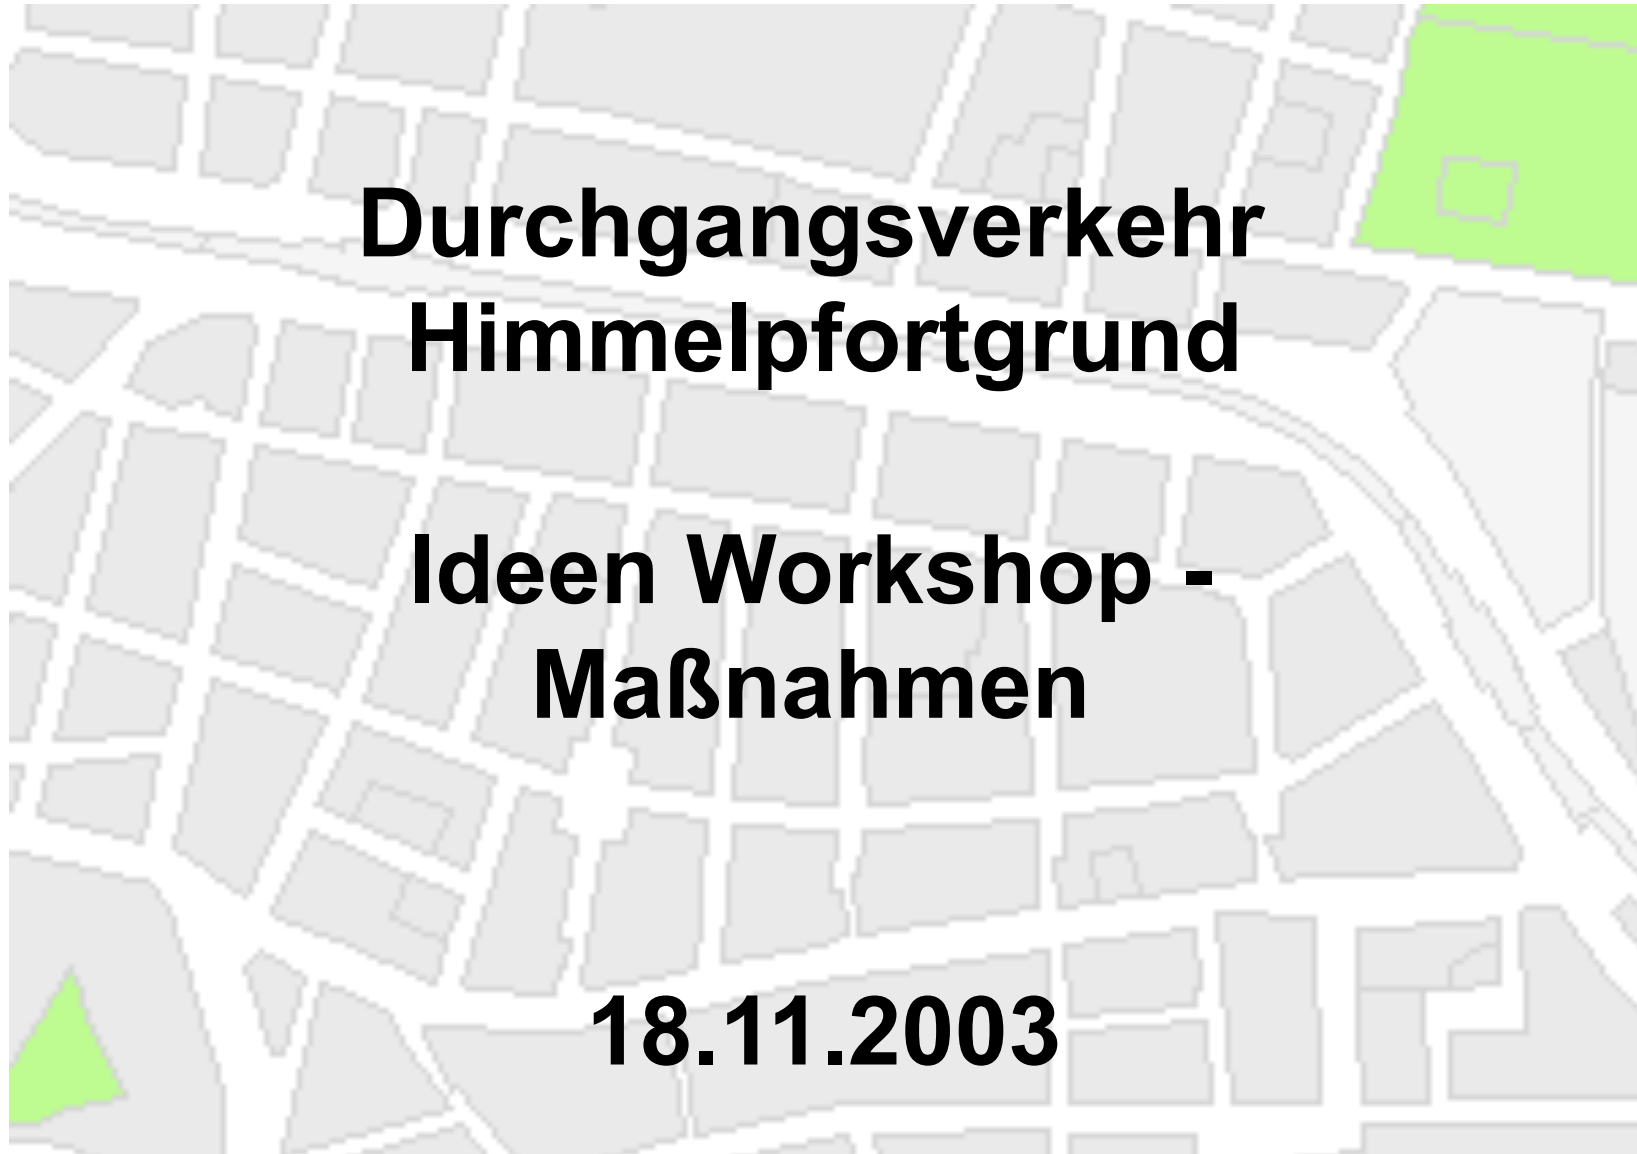 Durchgangsverkehr
Himmelpfortgrund
Ideen Workshop -
Maßnahmen
18.11.2003